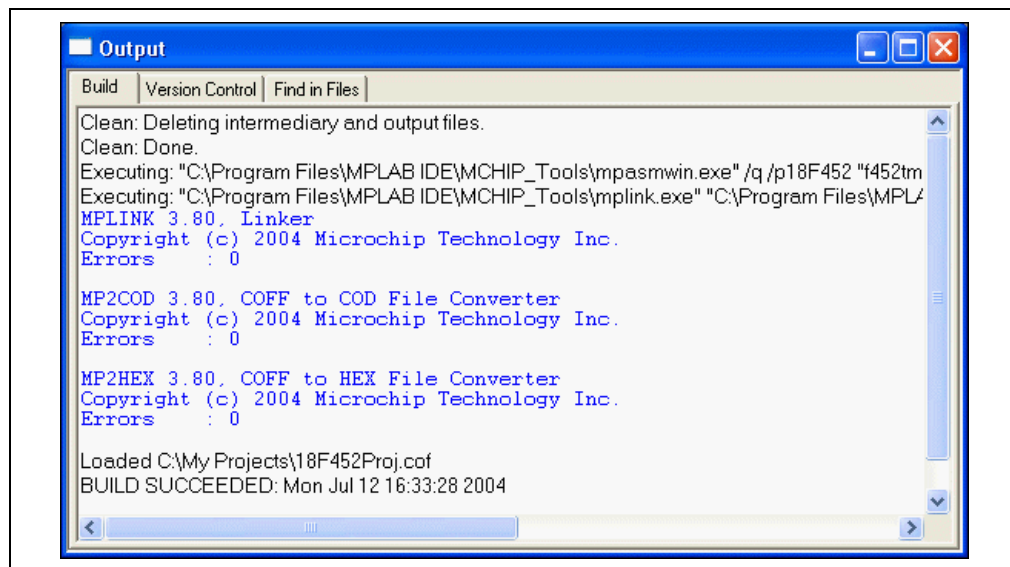 Output
Build Version Control Find in Files
Clean: Deleting intermediary and output files.
Clean: Done.
Executing: "C:\Program Files\MPLAB IDE\MCHIP_Tools\mpasmwin.exe" /q /p18F452 "f452tm
Executing: "C:\Program Files\MPLAB IDE\MCHIP_Tools\mplink.exe" "C:\Program Files\MPLA
MPLINK 3.80, Linker
Copyright (c) 2004 Microchip Technology Inc.
Errors    : 0
MP2COD 3.80, COFF to COD File Converter
Copyright (c) 2004 Microchip Technology Inc.
Errors    : 0
MP2HEX 3.80, COFF to HEX File Converter
Copyright (c) 2004 Microchip Technology Inc.
Errors    : 0
Loaded C:\My Projects\18F452Proj.cof
BUILD SUCCEEDED: Mon Jul 12 16:33:28 2004